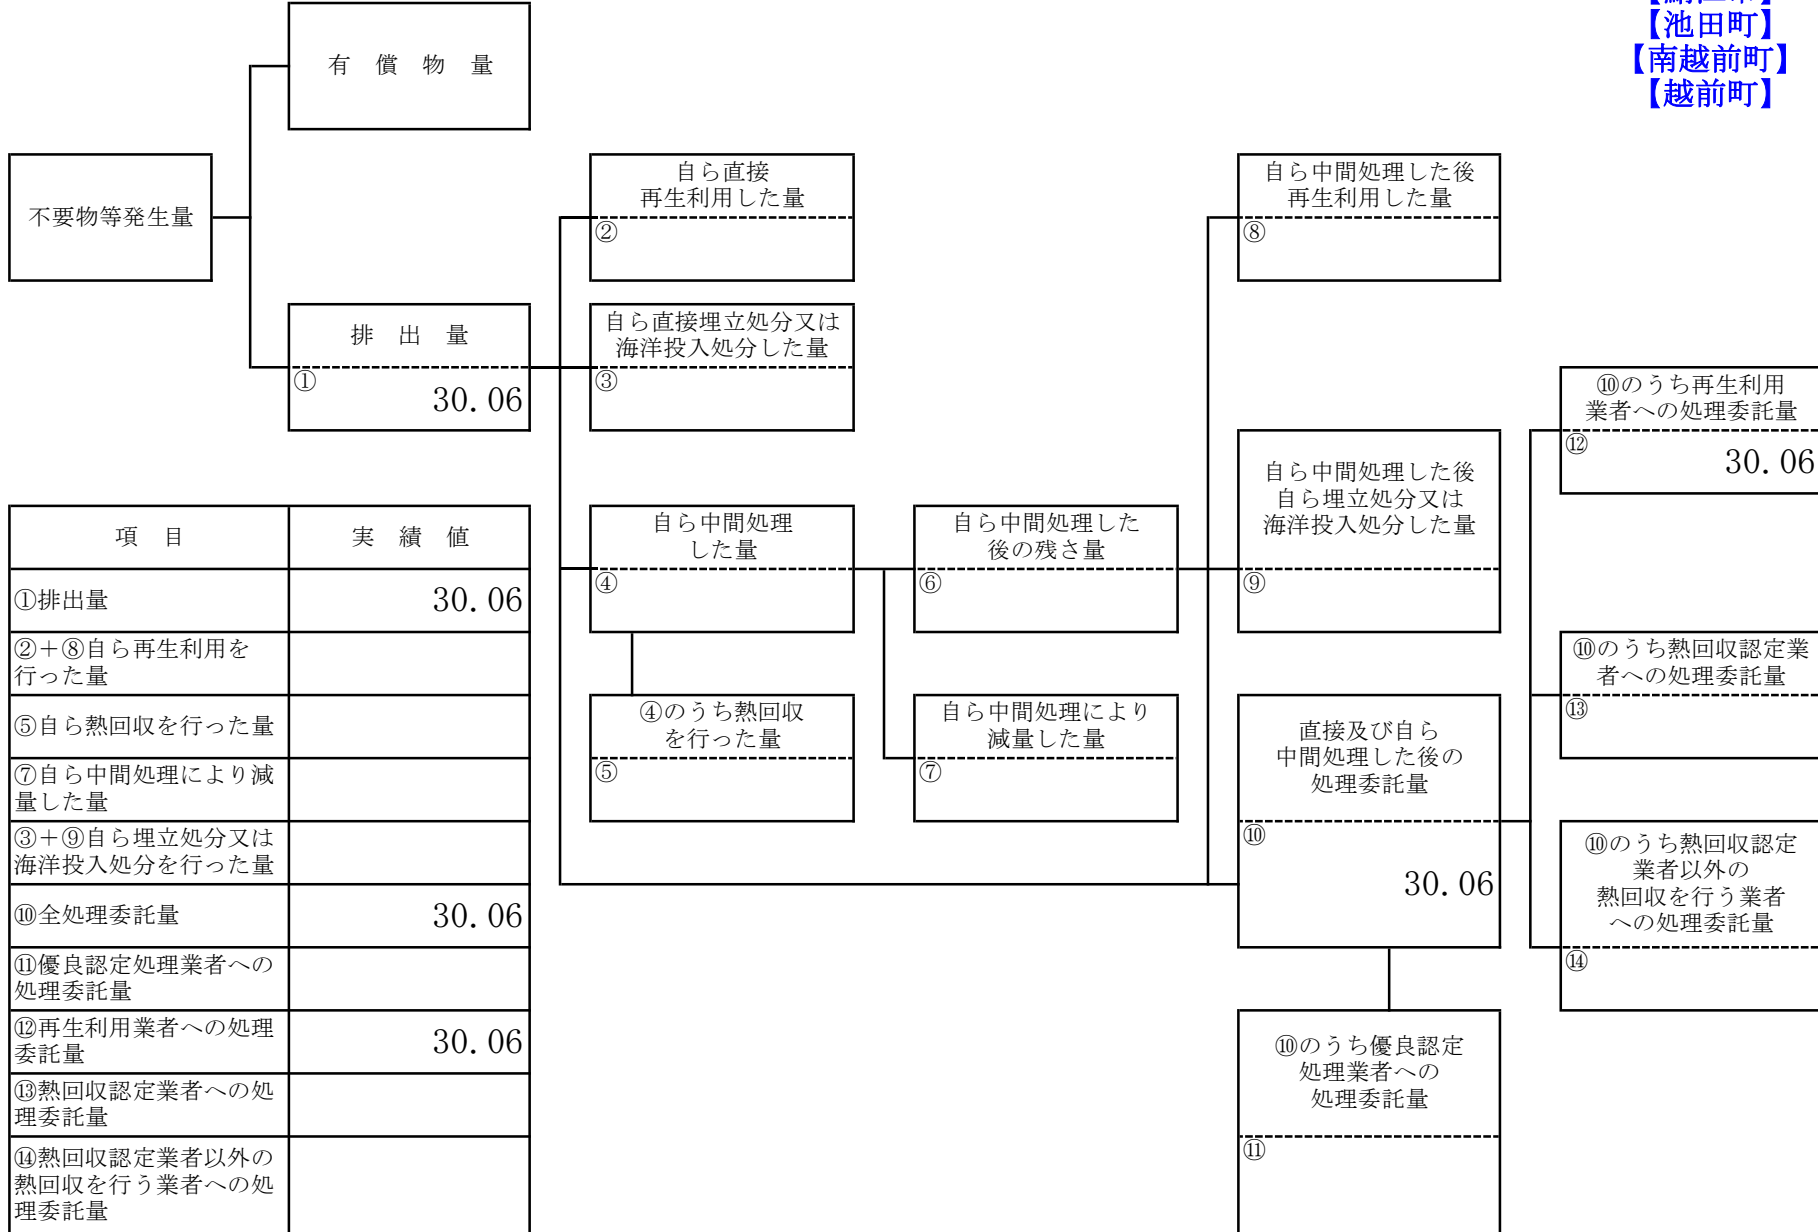 【池田町】
【南越前町】
【越前町】
有 償 物 量
不要物等発生量
自ら直接
再生利用した量
②
自ら中間処理した後
再生利用した量
⑧
排 出 量
①
30.06
自ら直接埋立処分又は
海洋投入処分した量
③
⑩のうち再生利用
業者への処理委託量
⑫
30.06
自ら中間処理した後
自ら埋立処分又は
海洋投入処分した量
⑨
自ら中間処理
した量
④
自ら中間処理した
後の残さ量
⑥
⑩のうち熱回収認定業
者への処理委託量
⑬
④のうち熱回収
を行った量
⑤
自ら中間処理により
減量した量
⑦
直接及び自ら
中間処理した後の
処理委託量
⑩
30.06
⑩のうち熱回収認定
業者以外の
熱回収を行う業者
への処理委託量
⑭
⑩のうち優良認定
処理業者への
処理委託量
⑪
項 目
実 績 値
①排出量
30.06
②+⑧自ら再生利用を
行った量
⑤自ら熱回収を行った量
⑦自ら中間処理により減
量した量
③+⑨自ら埋立処分又は
海洋投入処分を行った量
⑩全処理委託量
30.06
⑪優良認定処理業者への
処理委託量
⑫再生利用業者への処理
委託量
30.06
⑬熱回収認定業者への処
理委託量
⑭熱回収認定業者以外の
熱回収を行う業者への処
理委託量